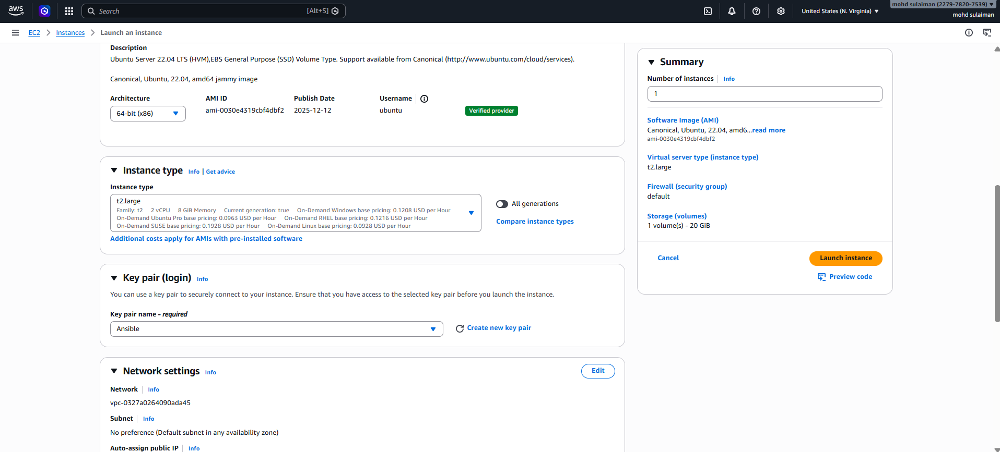 aws
Search [Alt+S]
United States (N. Virginia)
mohd sulaiman (2279-7820-7539)
mohd sulaiman
EC2 Instances Launch an instance
Description
Ubuntu Server 22.04 LTS (HVM),EBS General Purpose (SSD) Volume Type. Support available from Canonical (http://www.ubuntu.com/cloud/services).
Canonical, Ubuntu, 22.04, amd64 jammy image
Architecture AMI ID Publish Date Username
64-bit (x86) ami-0030e4319cbf4dbf2 2025-12-12 ubuntu Verified provider
Instance type Info | Get advice
Instance type
t2.large
Family: t2 2 vCPU 8 GiB Memory Current generation: true On-Demand Windows base pricing: 0.1208 USD per Hour
On-Demand Ubuntu Pro base pricing: 0.0963 USD per Hour On-Demand RHEL base pricing: 0.1216 USD per Hour
On-Demand SUSE base pricing: 0.1928 USD per Hour On-Demand Linux base pricing: 0.0928 USD per Hour
All generations
Compare instance types
Additional costs apply for AMIs with pre-installed software
Key pair (login) Info
You can use a key pair to securely connect to your instance. Ensure that you have access to the selected key pair before you launch the instance.
Key pair name - required
Ansible
Create new key pair
Network settings Info
Edit
Network Info
vpc-0327a0264090ada45
Subnet Info
No preference (Default subnet in any availability zone)
Auto-assign public IP Info
Summary
Number of instances Info
1
Software Image (AMI)
Canonical, Ubuntu, 22.04, amd6...read more
ami-0030e4319cbf4dbf2
Virtual server type (instance type)
t2.large
Firewall (security group)
default
Storage (volumes)
1 volume(s) - 20 GiB
Cancel
Launch instance
Preview code